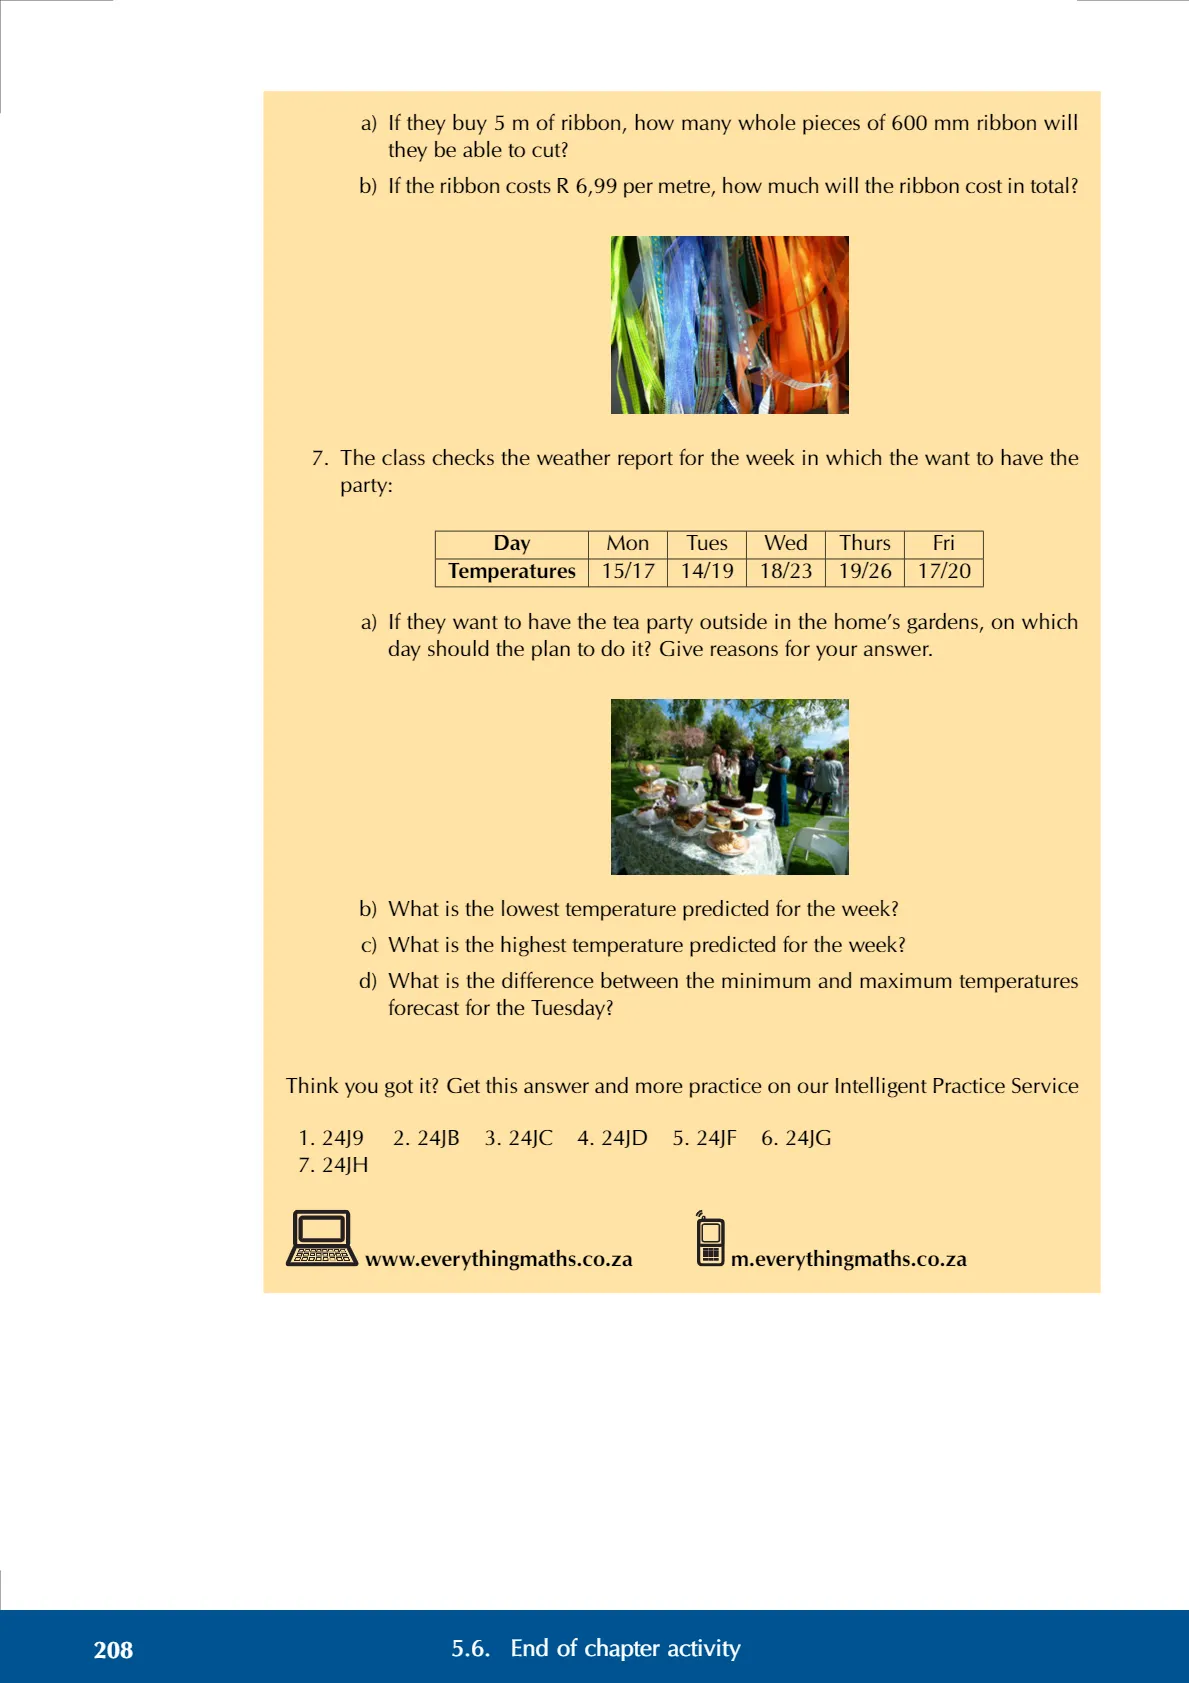 a) If they buy 5 m of ribbon, how many whole pieces of 600 mm ribbon will
they be able to cut?
b) If the ribbon costs R 6,99 per metre, how much will the ribbon cost in total?
7. The class checks the weather report for the week in which the want to have the
party:
Day Mon Tues Wed Thurs Fri
Temperatures 15/17 14/19 18/23 19/26 17/20
a) If they want to have the tea party outside in the home's gardens, on which
day should the plan to do it? Give reasons for your answer.
b) What is the lowest temperature predicted for the week?
c) What is the highest temperature predicted for the week?
d) What is the difference between the minimum and maximum temperatures
forecast for the Tuesday?
Think you got it? Get this answer and more practice on our Intelligent Practice Service
1. 24J9 2. 24JB 3. 24JC 4. 24JD 5. 24JF 6. 24JG
7. 24JH
www.everythingmaths.co.za m.everythingmaths.co.za
208 5.6. End of chapter activity